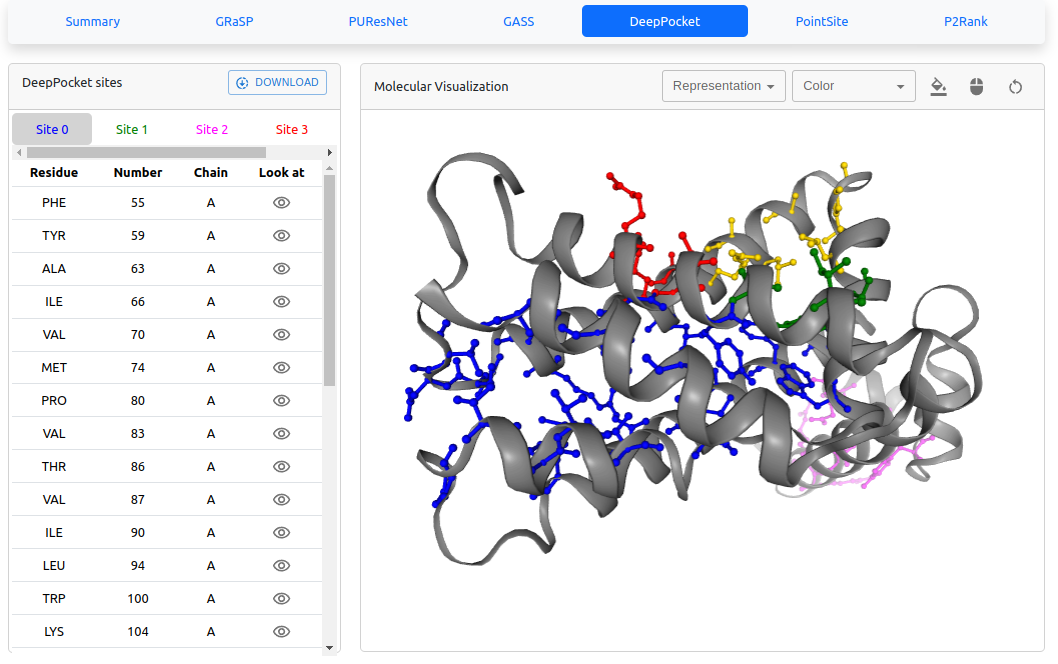 Summary GRaSP PUResNet GASS DeepPocket PointSite P2Rank
DeepPocket sites DOWNLOAD
Site 0 Site 1 Site 2 Site 3
Residue Number Chain Look at
PHE 55 A
TYR 59 A
ALA 63 A
ILE 66 A
VAL 70 A
MET 74 A
PRO 80 A
VAL 83 A
THR 86 A
VAL 87 A
ILE 90 A
LEU 94 A
TRP 100 A
LYS 104 A
Molecular Visualization Representation Color